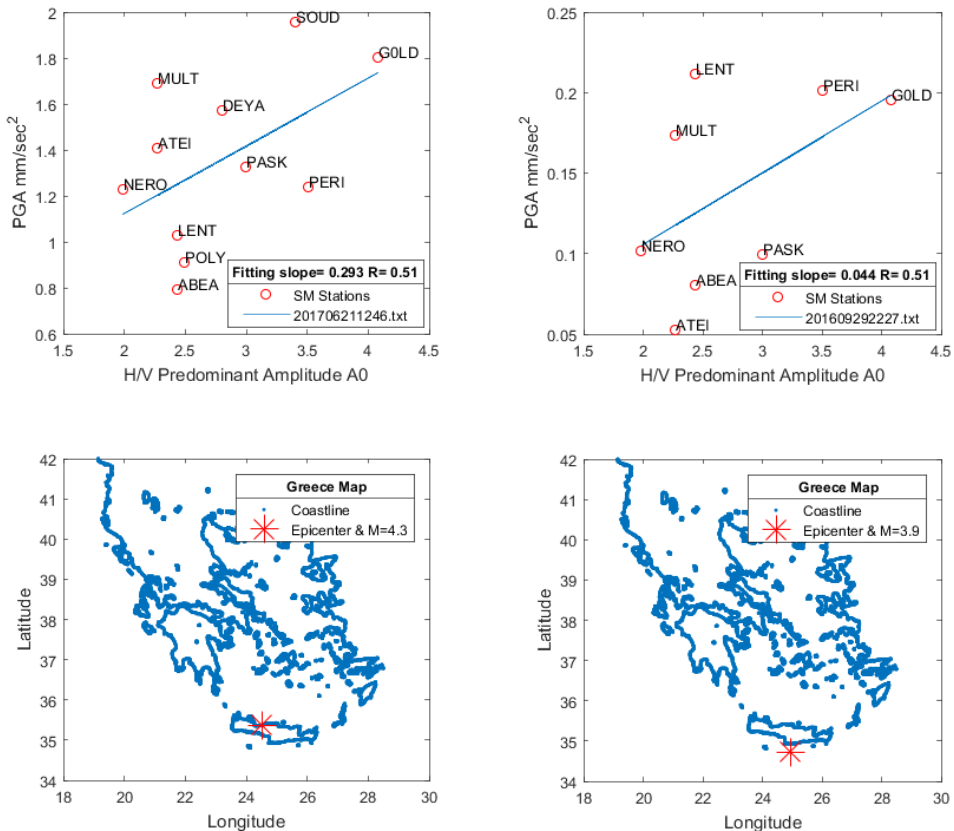 2
1.8
1.6
1.4
1.2
1
0.8
0.6
PGA mm/sec²
SOUD
G0LD
MULT
DEYA
ATEI
PASK
NERO
PERI
LENT
POLY
ABEA
Fitting slope= 0.293 R= 0.51
SM Stations
201706211246.txt
1.5 2 2.5 3 3.5 4 4.5
H/V Predominant Amplitude A0
0.25
0.2
0.15
0.1
0.05
PGA mm/sec²
LENT
PERI
G0LD
MULT
NERO
PASK
ABEA
ATEI
Fitting slope= 0.044 R= 0.51
SM Stations
201609292227.txt
1.5 2 2.5 3 3.5 4 4.5
H/V Predominant Amplitude A0
42
41
40
39
38
37
36
35
34
Latitude
Greece Map
Coastline
Epicenter & M=4.3
18 20 22 24 26 28 30
Longitude
42
41
40
39
38
37
36
35
34
Latitude
Greece Map
Coastline
Epicenter & M=3.9
18 20 22 24 26 28 30
Longitude